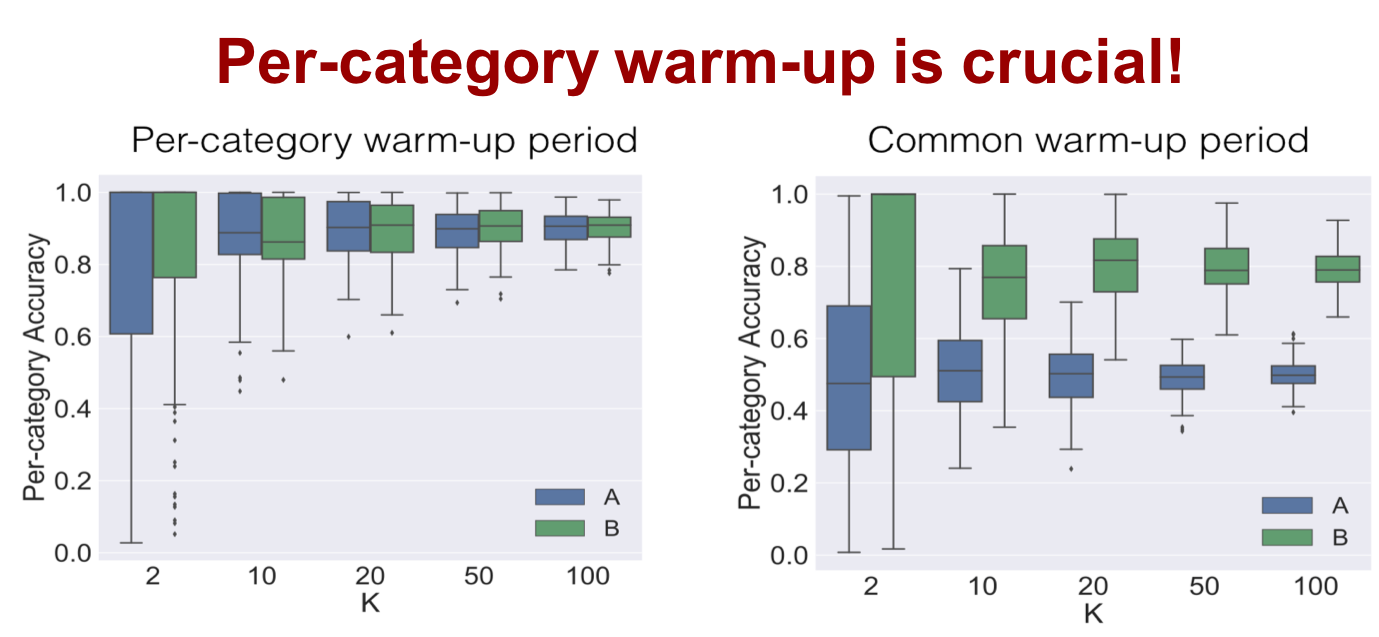 Per-category warm-up is crucial!
Per-category warm-up period
Per-category Accuracy
1.0
0.8
0.6
0.4
0.2
0.0
2 10 20 50 100
K
A
B
Common warm-up period
Per-category Accuracy
1.0
0.8
0.6
0.4
0.2
0.0
2 10 20 50 100
K
A
B